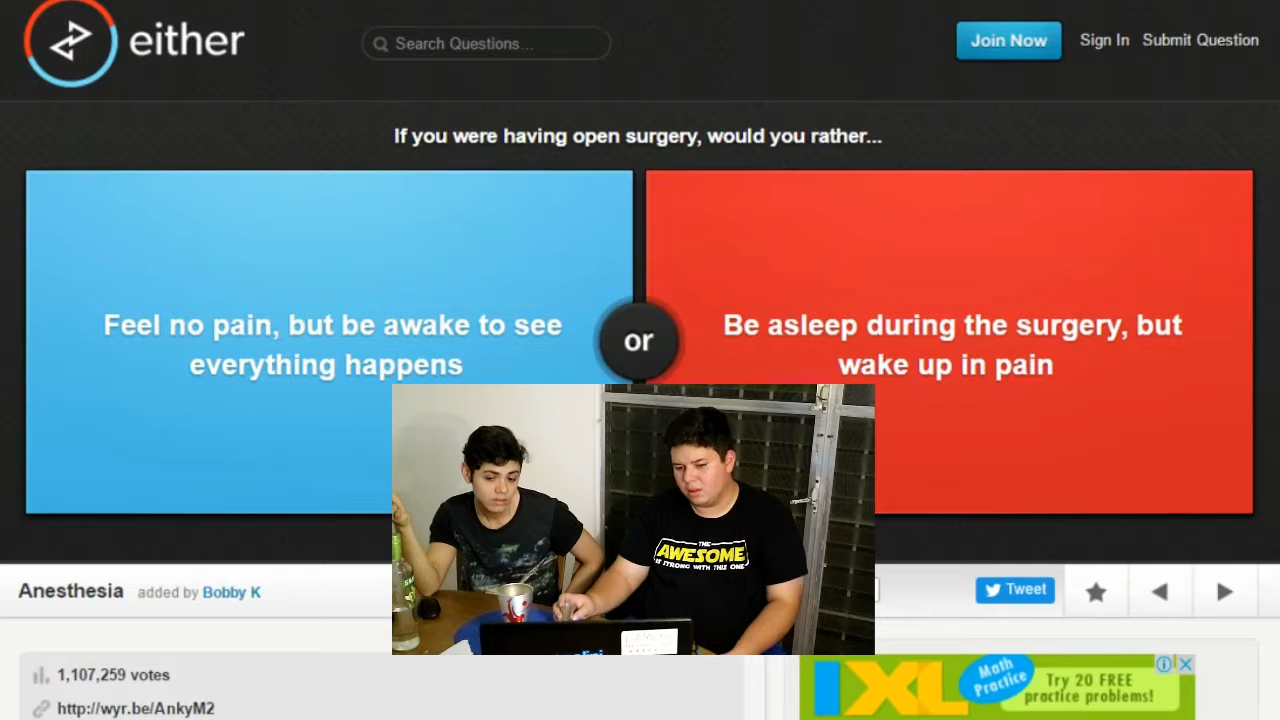 either
Search Questions...
Join Now
Sign In
Submit Question
If you were having open surgery, would you rather...
Feel no pain, but be awake to see
everything happens
or
Be asleep during the surgery, but
wake up in pain
THE
AWESOME
IS STRONG WITH THIS ONE
Anesthesia added by Bobby K
Tweet
1,107,259 votes
http://wyr.be/AnkyM2
IXL
Math
Practice
Try 20 FREE
practice problems!